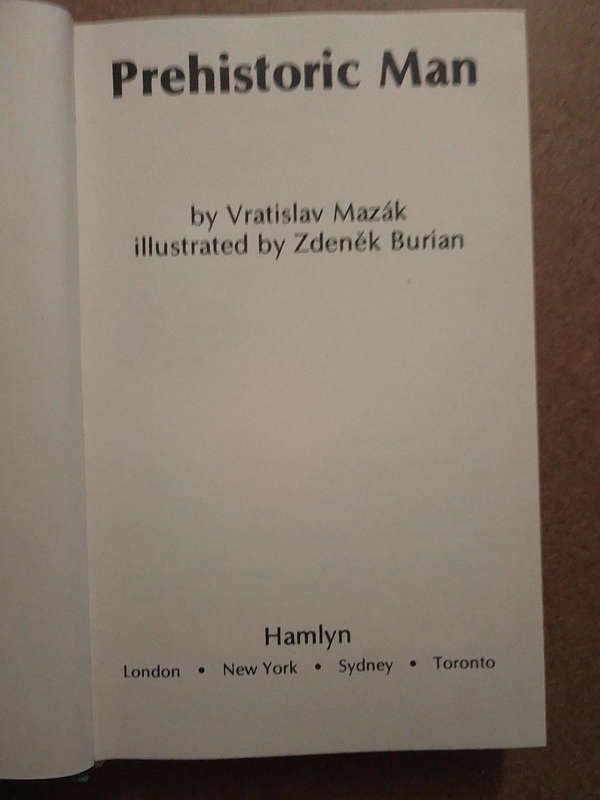 Prehistoric Man
by Vratislav Mazák
illustrated by Zdeněk Burian
Hamlyn
London • New York • Sydney • Toronto